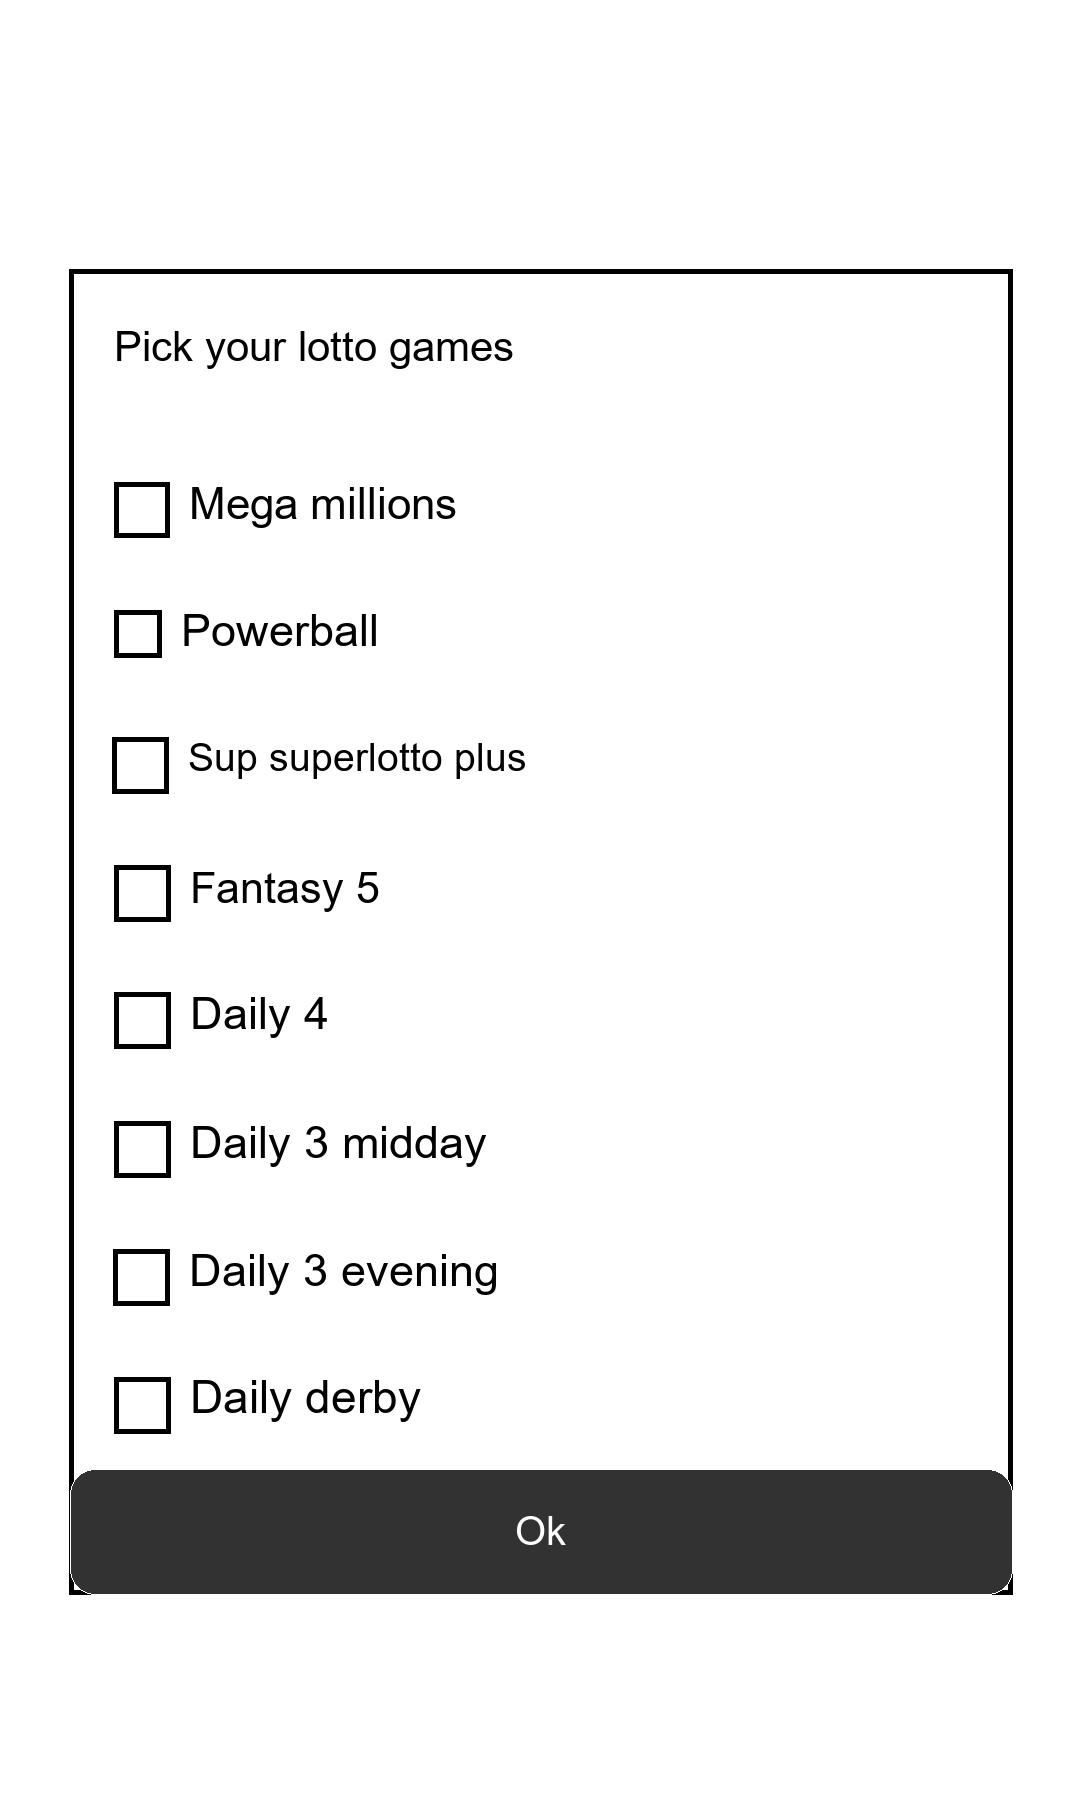 Pick your lotto games
Mega millions
Powerball
Sup superlotto plus
Fantasy 5
Daily 4
Daily 3 midday
Daily 3 evening
Daily derby
Ok